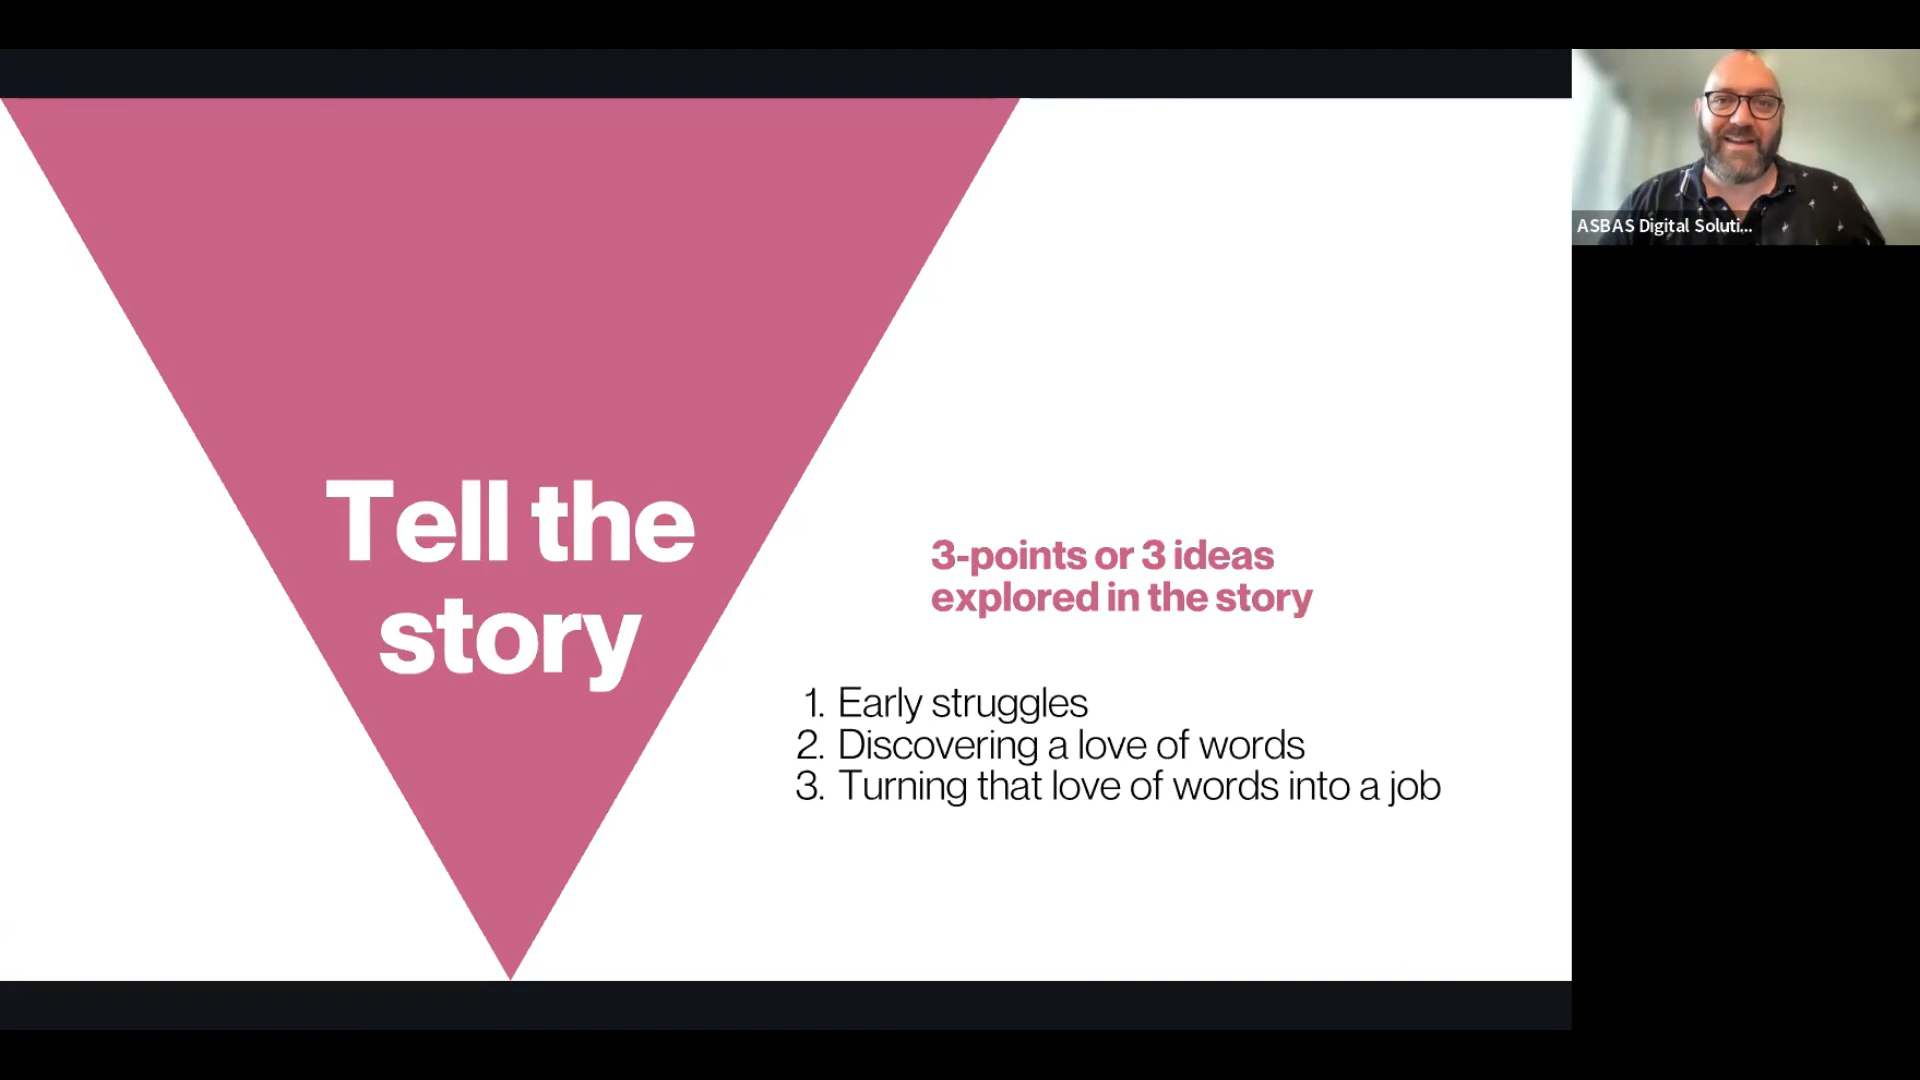 Tell the
story
3-points or 3 ideas
explored in the story
1. Early struggles
2. Discovering a love of words
3. Turning that love of words into a job
ASBAS Digital Soluti...